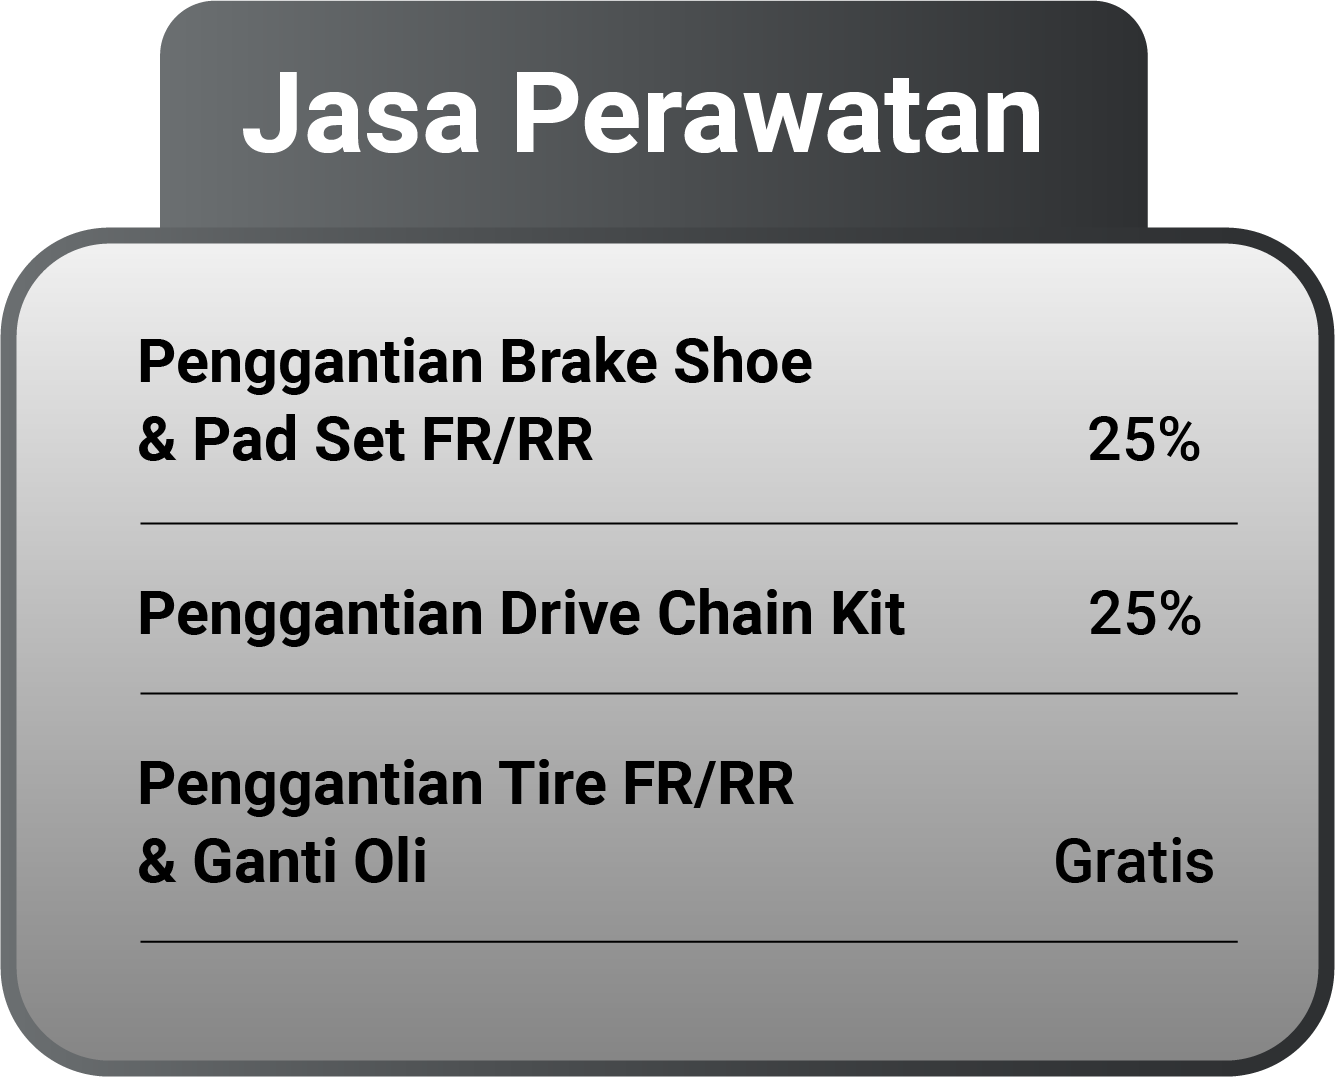 Jasa Perawatan
Penggantian Brake Shoe
& Pad Set FR/RR 25%
Penggantian Drive Chain Kit 25%
Penggantian Tire FR/RR
& Ganti Oli Gratis